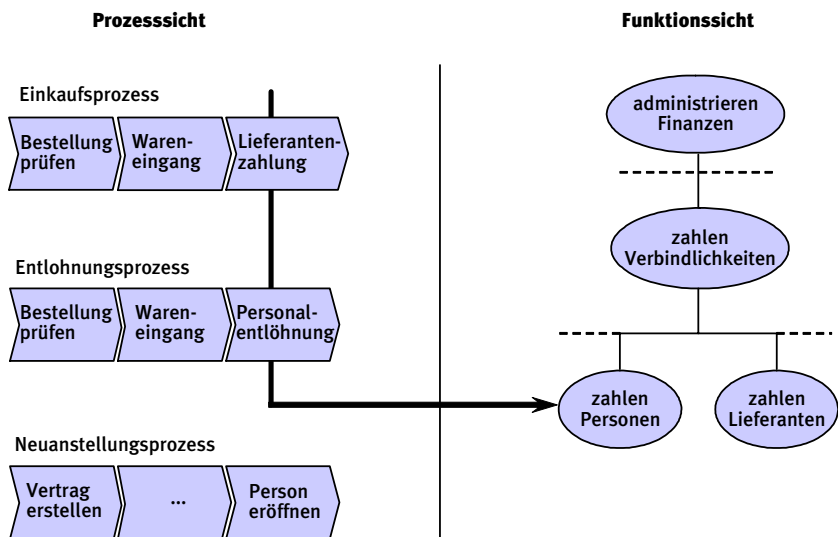 Prozesssicht
Einkaufsprozess
Bestellung
prüfen
Waren-
eingang
Lieferanten-
zahlung
Entlohnungsprozess
Bestellung
prüfen
Waren-
eingang
Personal-
entlöhnung
Neuanstellungsprozess
Vertrag
erstellen
...
Person
eröffnen
Funktionssicht
administrieren
Finanzen
zahlen
Verbindlichkeiten
zahlen
Personen
zahlen
Lieferanten